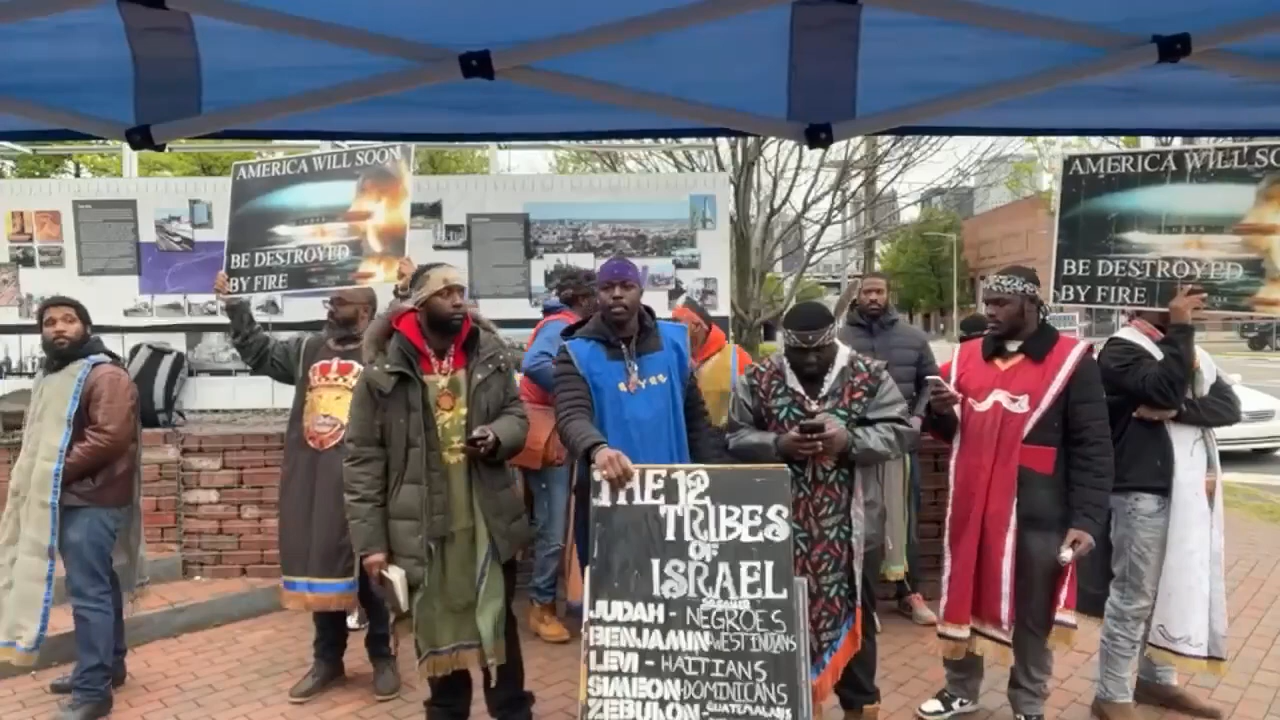 AMERICA WILL SOON
BE DESTROYED
BY FIRE
AMERICA WILL SO
BE DESTROYED
BY FIRE
THE 12
TRIBES
OF
ISRAEL
JUDAH - NEGROES
BENJAMIN - WEST INDIANS
LEVI - HAITIANS
SIMEON - DOMINICANS
ZEBULON - GUATEMALANS